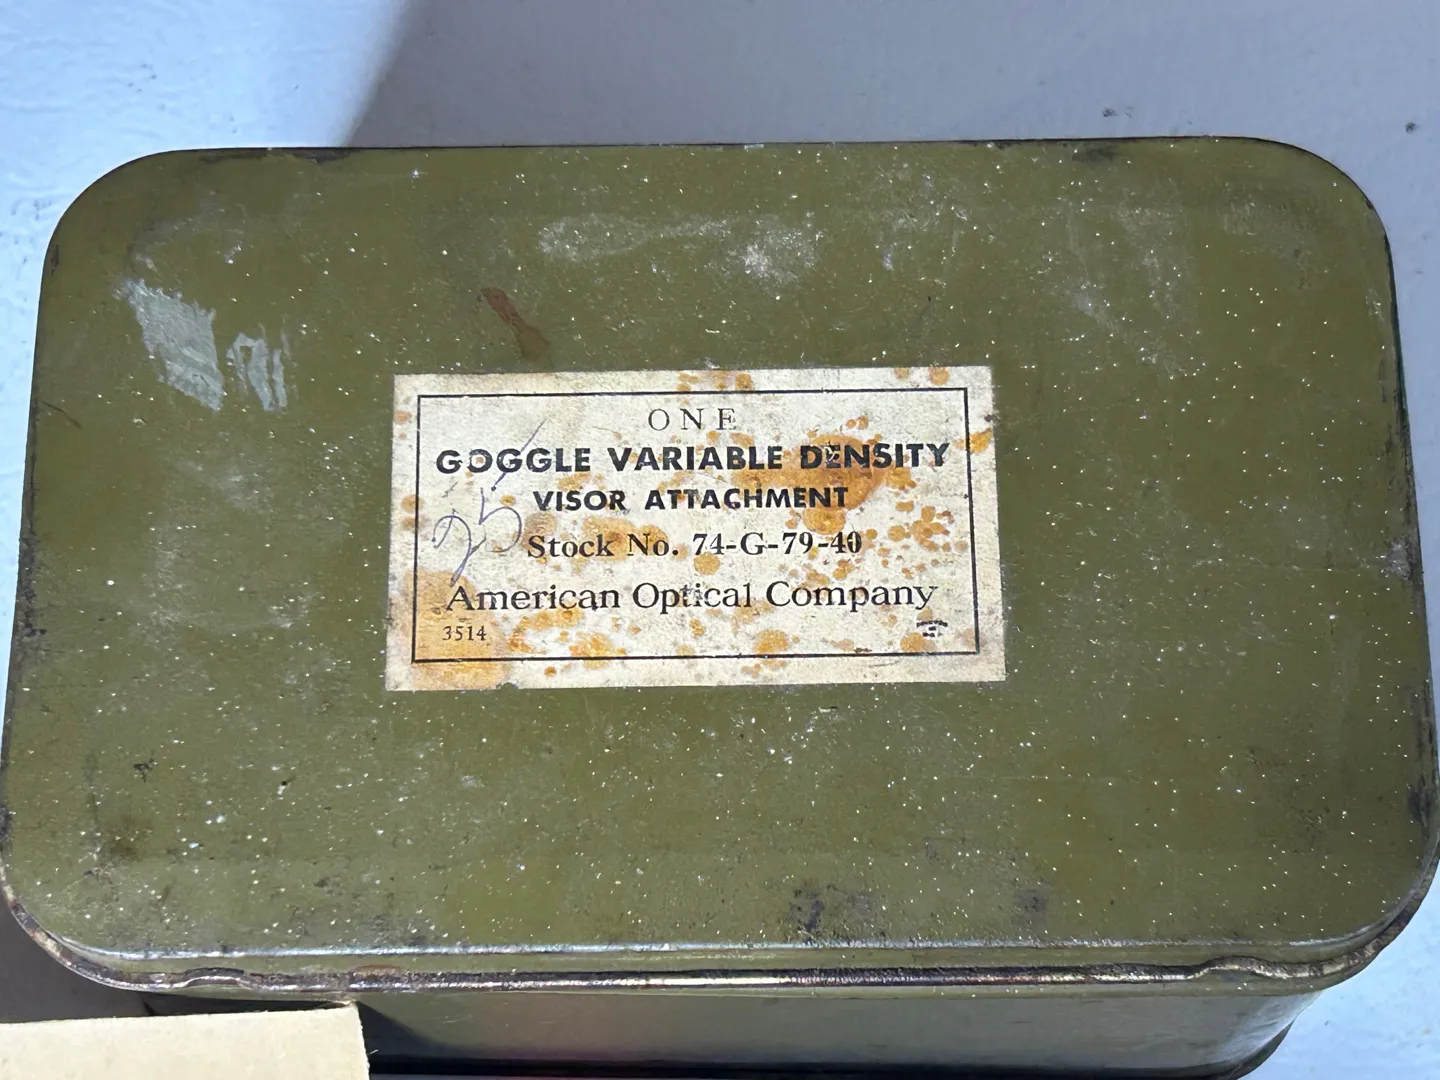 ONE
GOGGLE VARIABLE DENSITY
VISOR ATTACHMENT
25
Stock No. 74-G-79-40
American Optical Company
3514